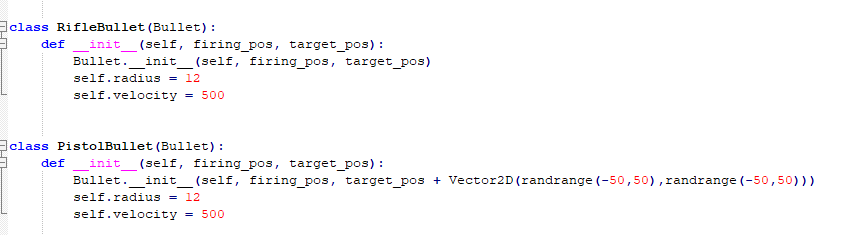 class RifleBullet(Bullet):
    def __init__(self, firing_pos, target_pos):
        Bullet.__init__(self, firing_pos, target_pos)
        self.radius = 12
        self.velocity = 500
class PistolBullet(Bullet):
    def __init__(self, firing_pos, target_pos):
        Bullet.__init__(self, firing_pos, target_pos + Vector2D(randrange(-50,50),randrange(-50,50)))
        self.radius = 12
        self.velocity = 500